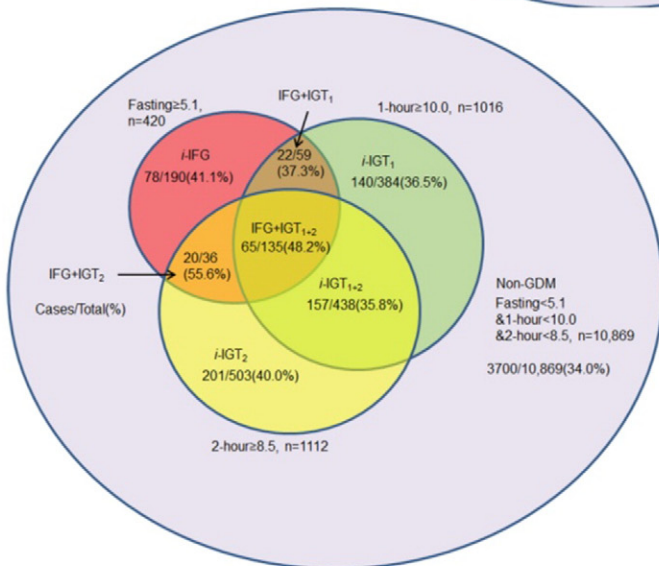 Fasting≥5.1,
n=420
IFG+IGT₁
1-hour≥10.0, n=1016
i-IFG
78/190(41.1%)
22/59
(37.3%)
i-IGT₁
140/384(36.5%)
IFG+IGT₁₊₂
65/135(48.2%)
20/36
(55.6%)
IFG+IGT₂
Cases/Total(%)
i-IGT₁₊₂
157/438(35.8%)
Non-GDM
Fasting<5.1
&1-hour<10.0
&2-hour<8.5, n=10,869
3700/10,869(34.0%)
i-IGT₂
201/503(40.0%)
2-hour≥8.5, n=1112